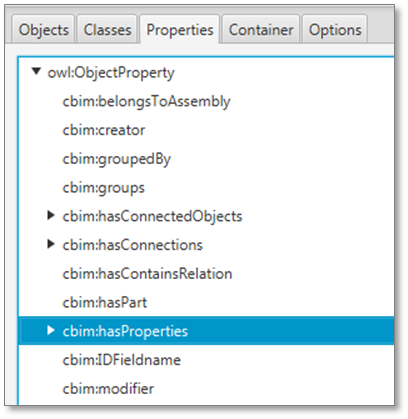 Objects Classes Properties Container Options
owl:ObjectProperty
cbim:belongsToAssembly
cbim:creator
cbim:groupedBy
cbim:groups
cbim:hasConnectedObjects
cbim:hasConnections
cbim:hasContainsRelation
cbim:hasPart
cbim:hasProperties
cbim:IDFieldname
cbim:modifier